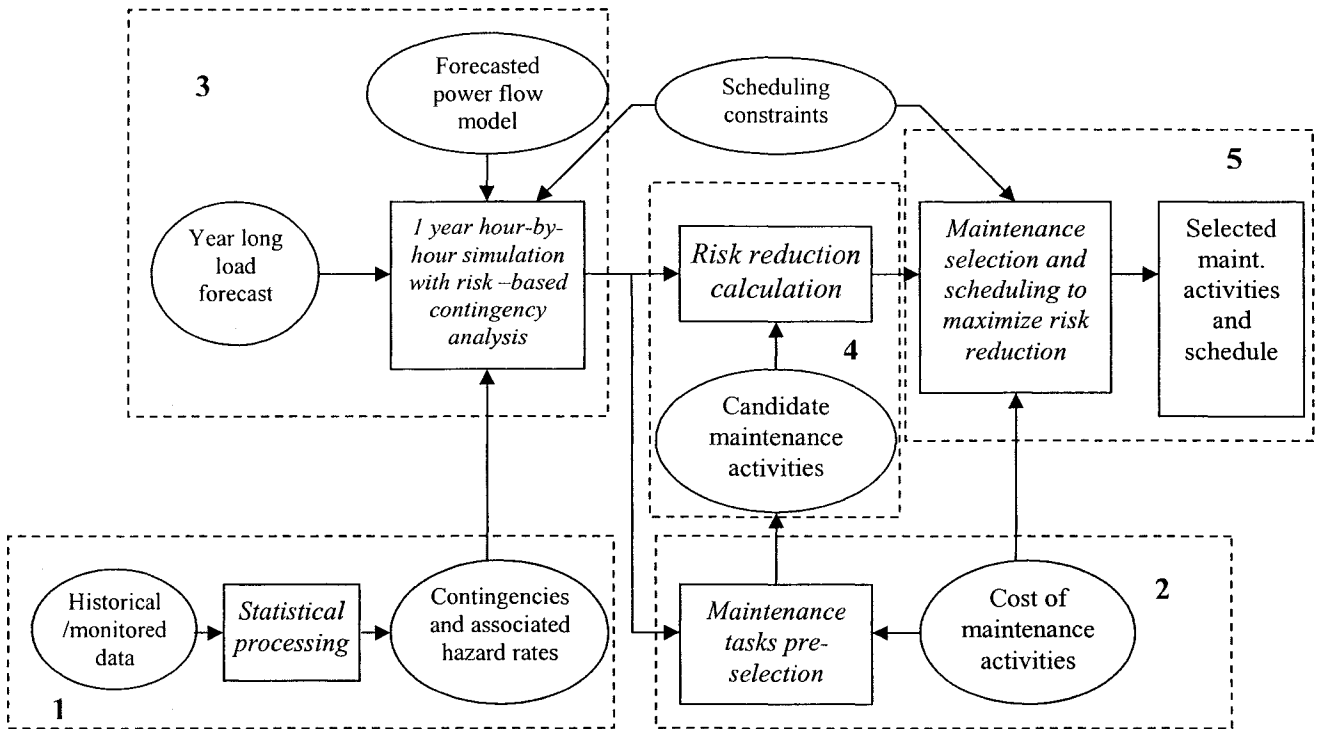 3
Forecasted
power flow
model
Scheduling
constraints
5
Year long
load
forecast
1 year hour-by-
hour simulation
with risk –based
contingency
analysis
Risk reduction
calculation
Maintenance
selection and
scheduling to
maximize risk
reduction
Selected
maint.
activities
and
schedule
4
Candidate
maintenance
activities
Historical
/monitored
data
Statistical
processing
Contingencies
and associated
hazard rates
1
Maintenance
tasks pre-
selection
Cost of
maintenance
activities
2